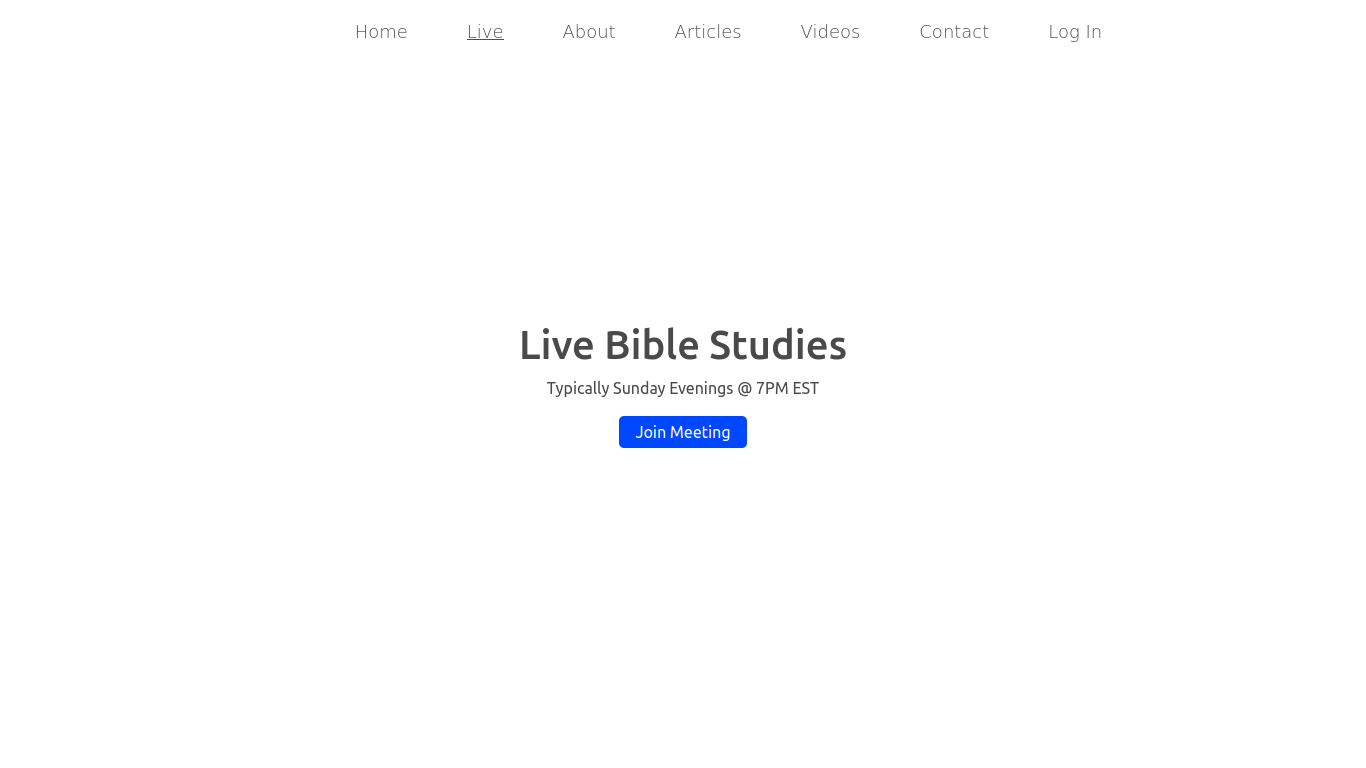 Home Live About Articles Videos Contact Log In
Live Bible Studies
Typically Sunday Evenings @ 7PM EST
Join Meeting